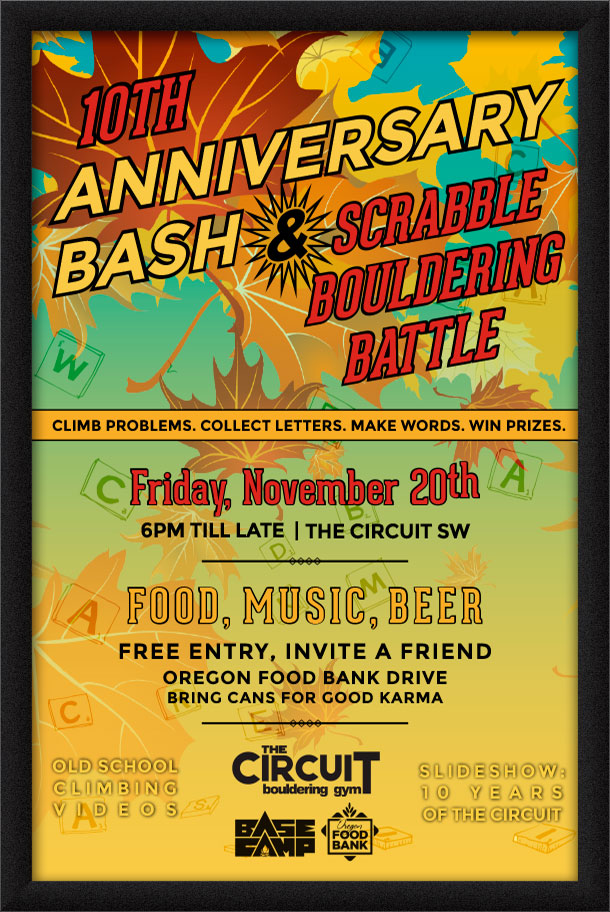 10TH
ANNIVERSARY
BASH & SCRABBLE
BOULDERING
BATTLE
B
C
A
W
CLIMB PROBLEMS. COLLECT LETTERS. MAKE WORDS. WIN PRIZES.
C
A
Friday, November 20th
B
6PM TILL LATE | THE CIRCUIT SW
D
M
A
FOOD, MUSIC, BEER
FREE ENTRY, INVITE A FRIEND
OREGON FOOD BANK DRIVE
BRING CANS FOR GOOD KARMA
C
E
THE
CIRCUIT
bouldering gym
OLD SCHOOL
CLIMBING
VIDEOS
A
S
SLIDESHOW:
10 YEARS
OF THE CIRCUIT
BASE
CAMP
Oregon
FOOD
BANK